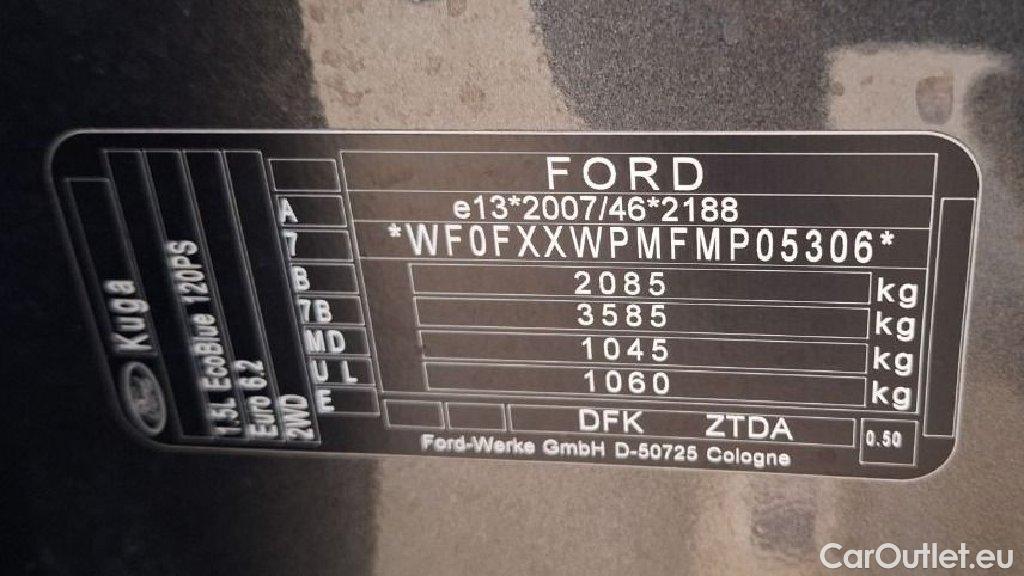 FORD
e13*2007/46*2188
*WF0FXXWPMFMP05306*
2085 kg
3585 kg
1045 kg
1060 kg
DFK ZTDA
0.50
Ford-Werke GmbH D-50725 Cologne
A
7
B
7B
MD
U L
E
Ford
Kuga
1.5L EcoBlue 120PS
Euro 6.2
2WD
CarOutlet.eu